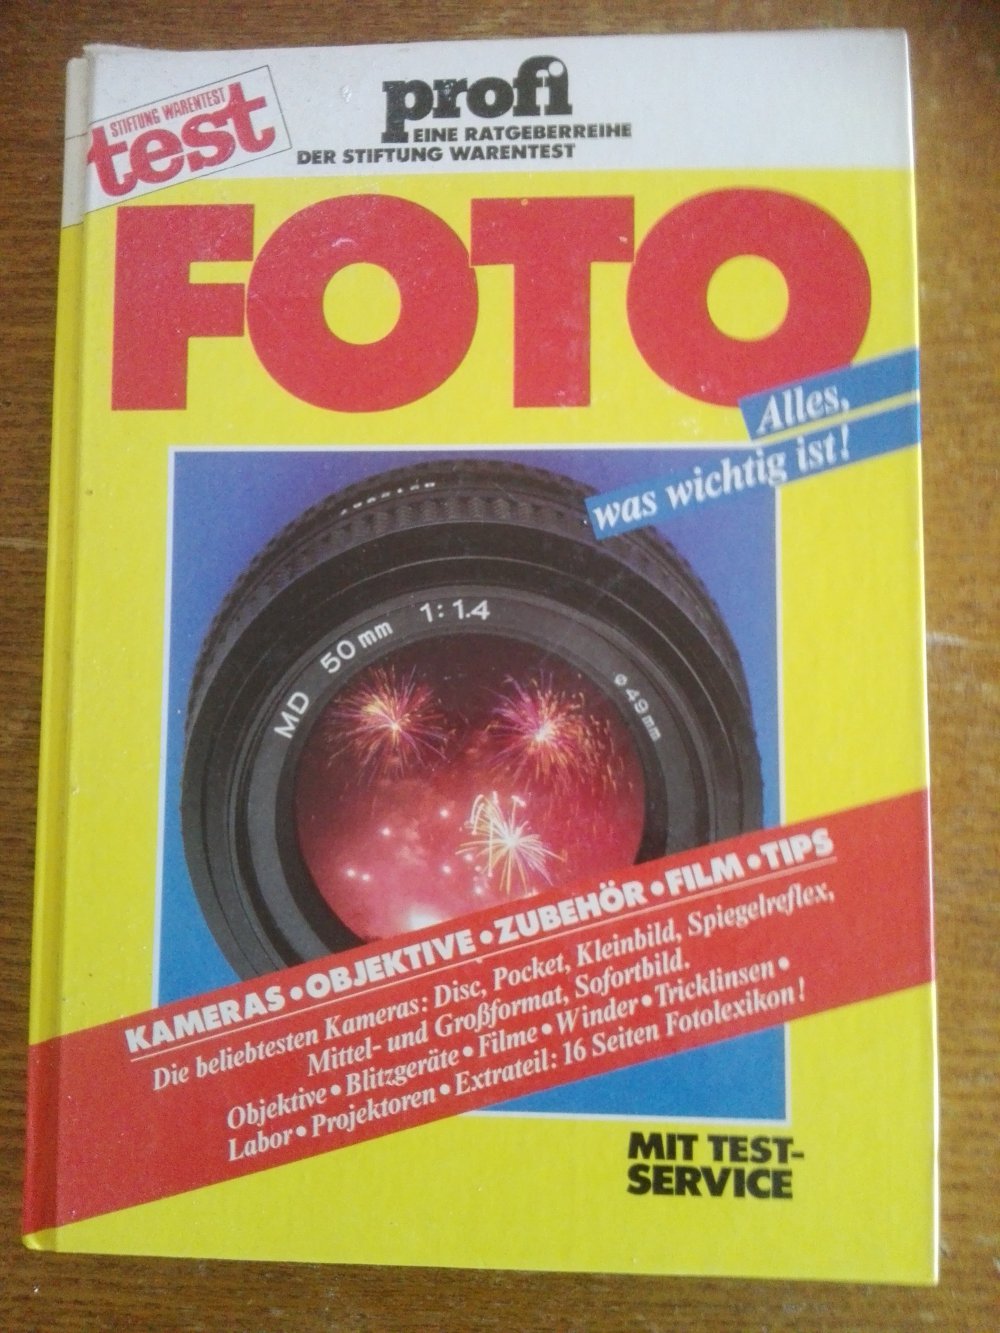 STIFTUNG WARENTEST
test
profi
EINE RATGEBERREIHE
DER STIFTUNG WARENTEST
FOTO
Alles,
was wichtig ist!
MD 50mm 1:1.4
ø49mm
KAMERAS•OBJEKTIVE•ZUBEHÖR•FILM•TIPS
Die beliebtesten Kameras: Disc, Pocket, Kleinbild, Spiegelreflex,
Mittel- und Großformat, Sofortbild.
Objektive•Blitzgeräte•Filme•Winder•Tricklinsen•
Labor•Projektoren•Extrateil: 16 Seiten Fotolexikon!
MIT TEST-
SERVICE